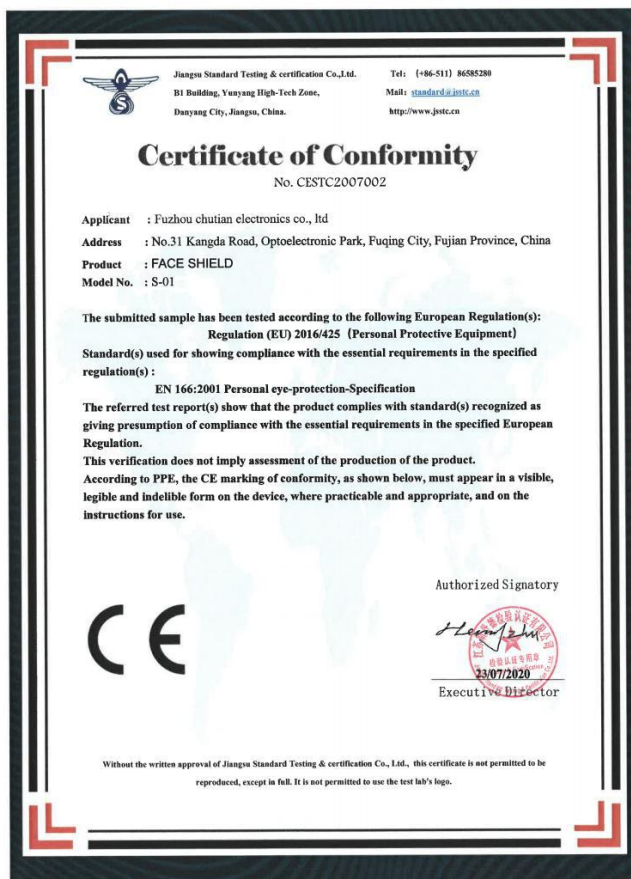 Jiangsu Standard Testing & certification Co.,Ltd.
B1 Building, Yunyang High-Tech Zone,
Danyang City, Jiangsu, China.
Tel: (+86-511) 86585280
Mail: standard@jsstc.cn
http://www.jsstc.cn
S
Certificate of Conformity
No. CESTC2007002
Applicant : Fuzhou chutian electronics co., ltd
Address : No.31 Kangda Road, Optoelectronic Park, Fuqing City, Fujian Province, China
Product : FACE SHIELD
Model No. : S-01
The submitted sample has been tested according to the following European Regulation(s):
Regulation (EU) 2016/425 (Personal Protective Equipment)
Standard(s) used for showing compliance with the essential requirements in the specified
regulation(s) :
EN 166:2001 Personal eye-protection-Specification
The referred test report(s) show that the product complies with standard(s) recognized as
giving presumption of compliance with the essential requirements in the specified European
Regulation.
This verification does not imply assessment of the production of the product.
According to PPE, the CE marking of conformity, as shown below, must appear in a visible,
legible and indelible form on the device, where practicable and appropriate, and on the
instructions for use.
CE
Authorized Signatory
检验认证专用章
23/07/2020
Executive Director
Without the written approval of Jiangsu Standard Testing & certification Co., Ltd., this certificate is not permitted to be
reproduced, except in full. It is not permitted to use the test lab's logo.